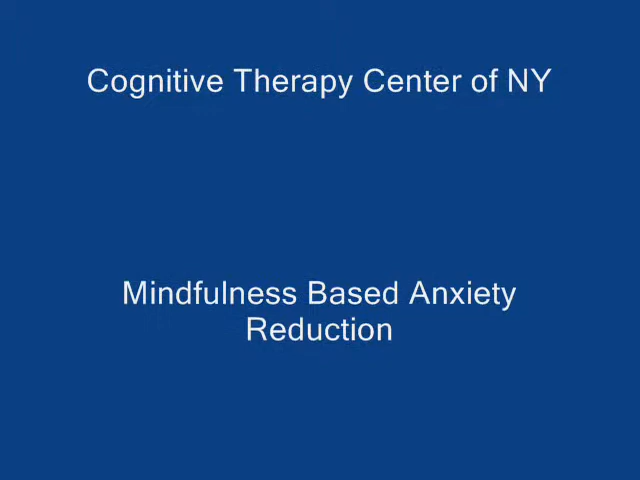 Cognitive Therapy Center of NY
Mindfulness Based Anxiety
Reduction